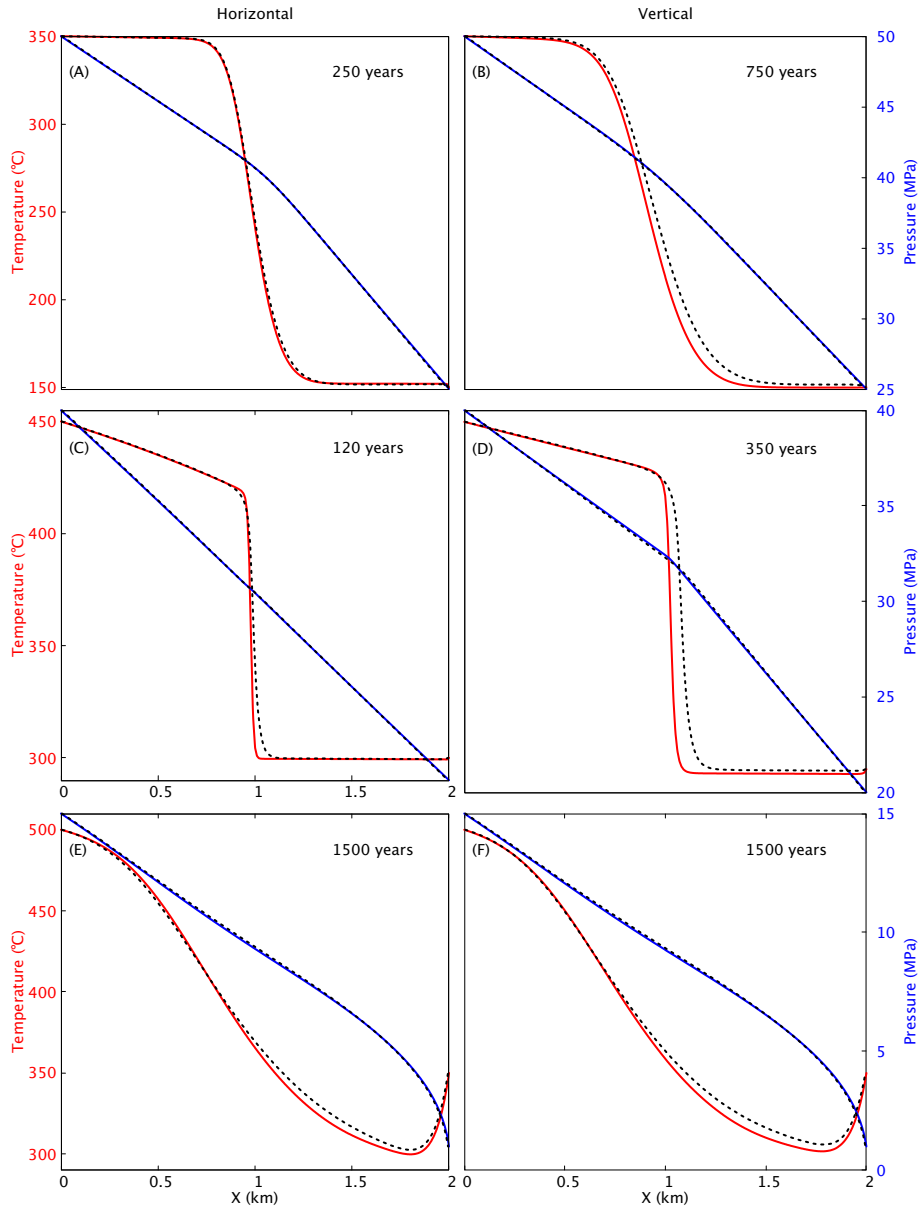 Horizontal Vertical
350 50
(A) 250 years (B) 750 years
45
300
Temperature (℃) 40 Pressure (MPa)
250
35
200
30
150 25
450 40
(C) 120 years (D) 350 years
400 35
Temperature (℃) Pressure (MPa)
30
350
25
300
0 0.5 1 1.5 2 20
500 15
(E) 1500 years (F) 1500 years
450
10
Temperature (℃) Pressure (MPa)
400
350 5
300
0
0 0.5 1 1.5 2 0 0.5 1 1.5 2
X (km) X (km)